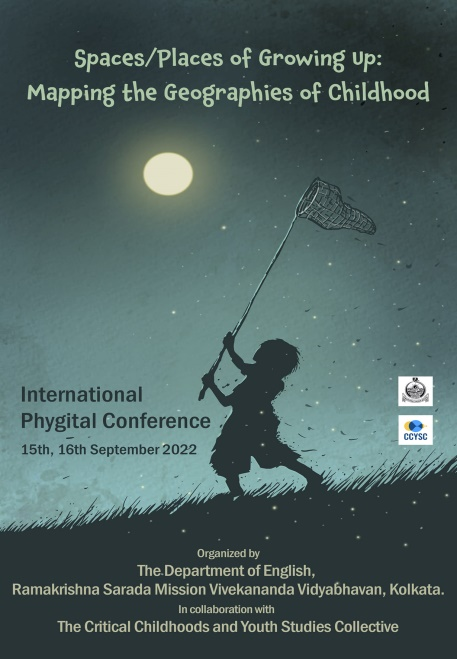 Spaces/Places of Growing up:
Mapping the Geographies of Childhood
International
Phygital Conference
15th, 16th September 2022
CCYSC
Organized by
The Department of English,
Ramakrishna Sarada Mission Vivekananda Vidyabhavan, Kolkata.
In collaboration with
The Critical Childhoods and Youth Studies Collective